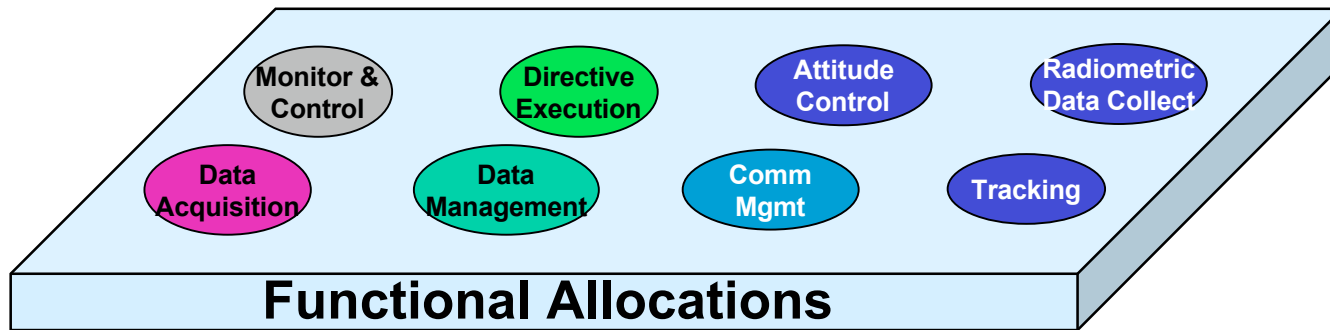 Monitor &
Control
Directive
Execution
Attitude
Control
Radiometric
Data Collect
Data
Acquisition
Data
Management
Comm
Mgmt
Tracking
Functional Allocations